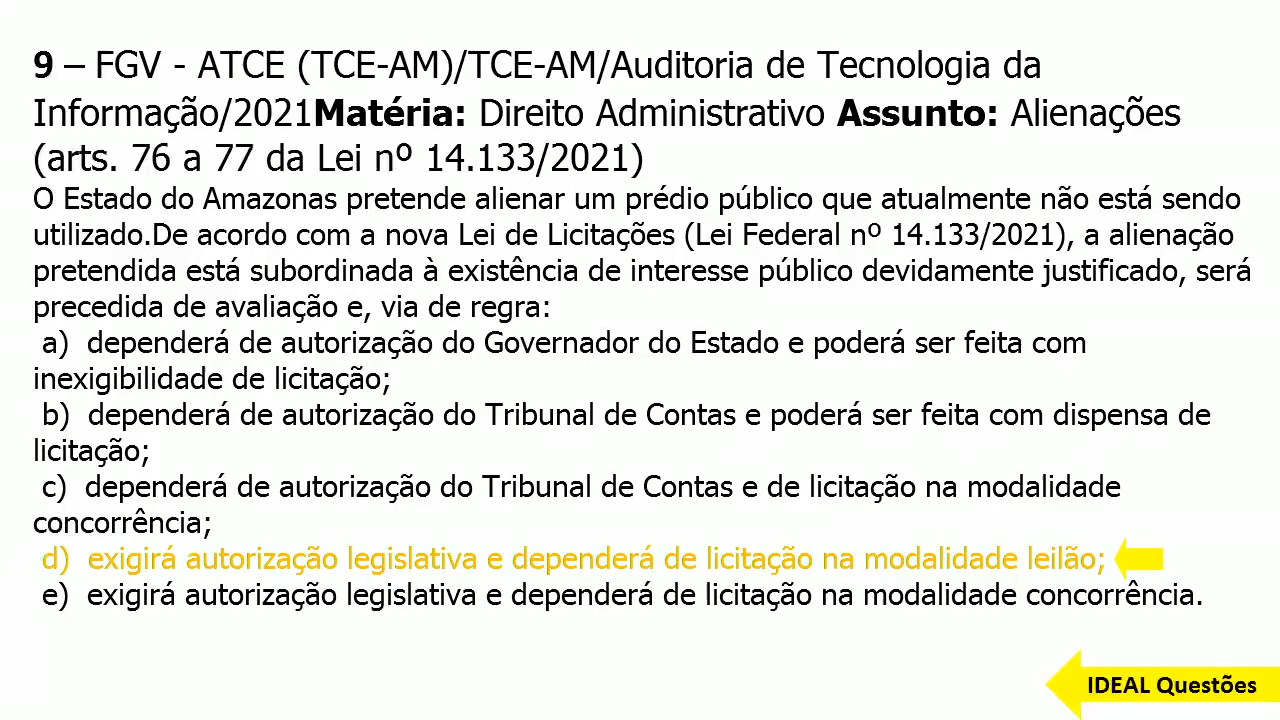 9 – FGV - ATCE (TCE-AM)/TCE-AM/Auditoria de Tecnologia da
Informação/2021Matéria: Direito Administrativo Assunto: Alienações
(arts. 76 a 77 da Lei nº 14.133/2021)
O Estado do Amazonas pretende alienar um prédio público que atualmente não está sendo
utilizado.De acordo com a nova Lei de Licitações (Lei Federal nº 14.133/2021), a alienação
pretendida está subordinada à existência de interesse público devidamente justificado, será
precedida de avaliação e, via de regra:
a) dependerá de autorização do Governador do Estado e poderá ser feita com
inexigibilidade de licitação;
b) dependerá de autorização do Tribunal de Contas e poderá ser feita com dispensa de
licitação;
c) dependerá de autorização do Tribunal de Contas e de licitação na modalidade
concorrência;
d) exigirá autorização legislativa e dependerá de licitação na modalidade leilão;
e) exigirá autorização legislativa e dependerá de licitação na modalidade concorrência.
IDEAL Questões